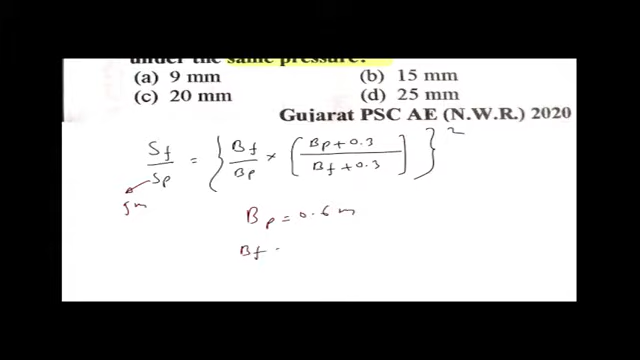 under the same pressure?
(a) 9 mm (b) 15 mm
(c) 20 mm (d) 25 mm
Gujarat PSC AE (N.W.R.) 2020
Sf/Sp = { Bf/Bp × [ (Bp + 0.3)/(Bf + 0.3) ] }²
Bp = 0.6 m
Bf